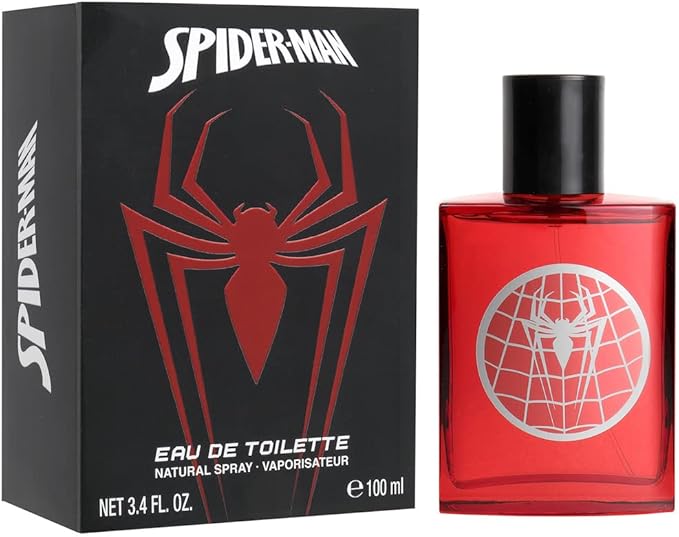 SPIDER-MAN
SPIDER-MAN
EAU DE TOILETTE
NATURAL SPRAY · VAPORISATEUR
NET 3.4 FL. OZ.
℮ 100 ml